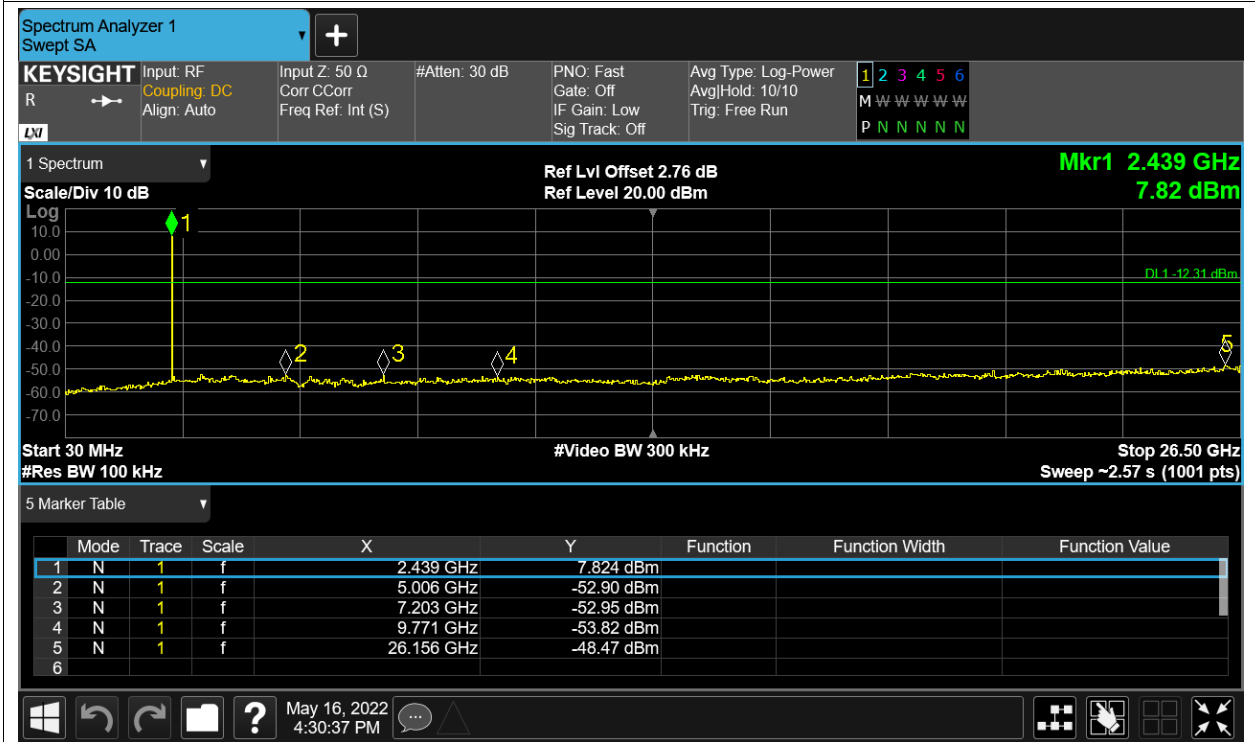 Spectrum Analyzer 1
Swept SA
+
KEYSIGHT Input: RF Input Z: 50 Ω #Atten: 30 dB PNO: Fast Avg Type: Log-Power 1 2 3 4 5 6
R Coupling: DC Corr CCorr Gate: Off Avg|Hold: 10/10 M W W W W W
Align: Auto Freq Ref: Int (S) IF Gain: Low Trig: Free Run
LXI Sig Track: Off P N N N N N
1 Spectrum Ref Lvl Offset 2.76 dB Mkr1 2.439 GHz
Scale/Div 10 dB Ref Level 20.00 dBm 7.82 dBm
Log
1
10.0
0.00
-10.0 DL1 -12.31 dBm
-20.0
-30.0
-40.0
2 3 4 5
-50.0
-60.0
-70.0
Start 30 MHz #Video BW 300 kHz Stop 26.50 GHz
#Res BW 100 kHz Sweep ~2.57 s (1001 pts)
5 Marker Table
Mode Trace Scale X Y Function Function Width Function Value
1 N 1 f 2.439 GHz 7.824 dBm
2 N 1 f 5.006 GHz -52.90 dBm
3 N 1 f 7.203 GHz -52.95 dBm
4 N 1 f 9.771 GHz -53.82 dBm
5 N 1 f 26.156 GHz -48.47 dBm
6
? May 16, 2022
4:30:37 PM